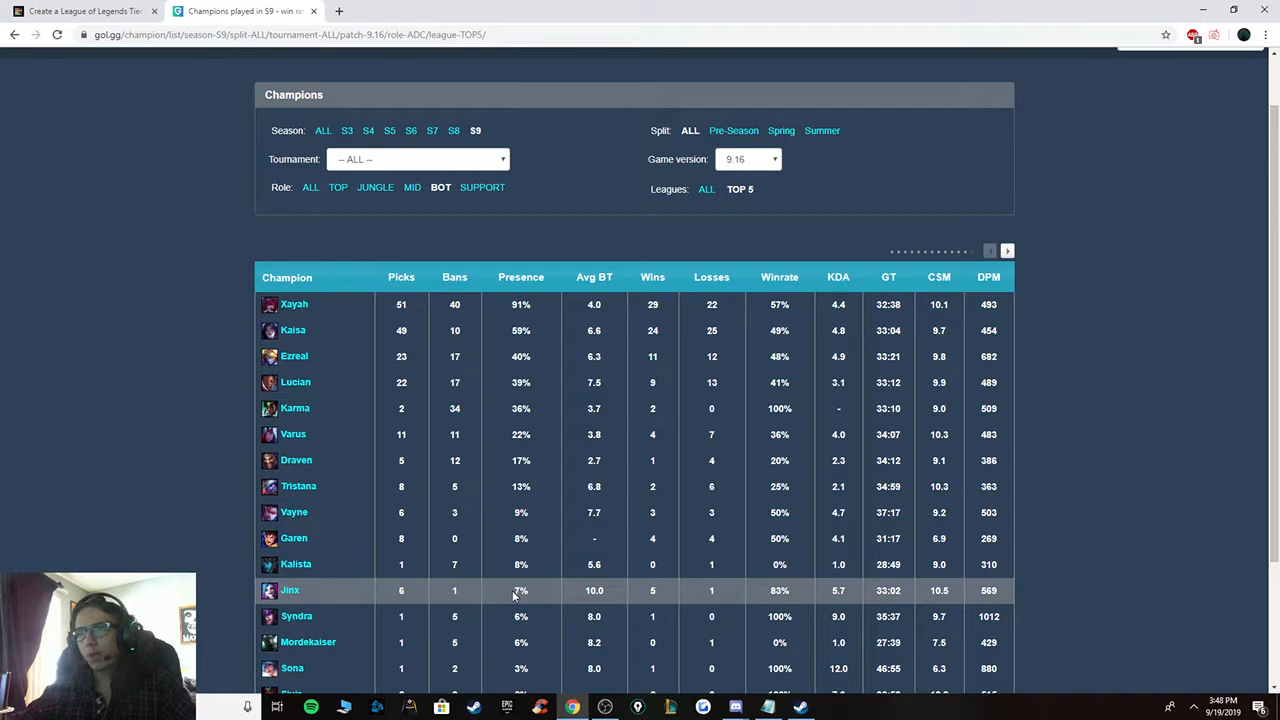 Create a League of Legends Tier
Champions played in S9 - win ra
gol.gg/champion/list/season-S9/split-ALL/tournament-ALL/patch-9.16/role-ADC/league-TOP5/
Champions
Season: ALL S3 S4 S5 S6 S7 S8 S9
Split: ALL Pre-Season Spring Summer
Tournament: -- ALL --
Game version: 9.16
Role: ALL TOP JUNGLE MID BOT SUPPORT
Leagues: ALL TOP 5
Champion Picks Bans Presence Avg BT Wins Losses Winrate KDA GT CSM DPM
Xayah 51 40 91% 4.0 29 22 57% 4.4 32:38 10.1 493
Kaisa 49 10 59% 6.6 24 25 49% 4.8 33:04 9.7 454
Ezreal 23 17 40% 6.3 11 12 48% 4.9 33:21 9.8 682
Lucian 22 17 39% 7.5 9 13 41% 3.1 33:12 9.9 489
Karma 2 34 36% 3.7 2 0 100% - 33:10 9.0 509
Varus 11 11 22% 3.8 4 7 36% 4.0 34:07 10.3 483
Draven 5 12 17% 2.7 1 4 20% 2.3 34:12 9.1 386
Tristana 8 5 13% 6.8 2 6 25% 2.1 34:59 10.3 363
Vayne 6 3 9% 7.7 3 3 50% 4.7 37:17 9.2 503
Garen 8 0 8% - 4 4 50% 4.1 31:17 6.9 269
Kalista 1 7 8% 5.6 0 1 0% 1.0 28:49 9.0 310
Jinx 6 1 7% 10.0 5 1 83% 5.7 33:02 10.5 569
Syndra 1 5 6% 8.0 1 0 100% 9.0 35:37 9.7 1012
Mordekaiser 1 5 6% 8.2 0 1 0% 1.0 27:39 7.5 429
Sona 1 2 3% 8.0 1 0 100% 12.0 46:55 6.3 880
3:48 PM
9/19/2019